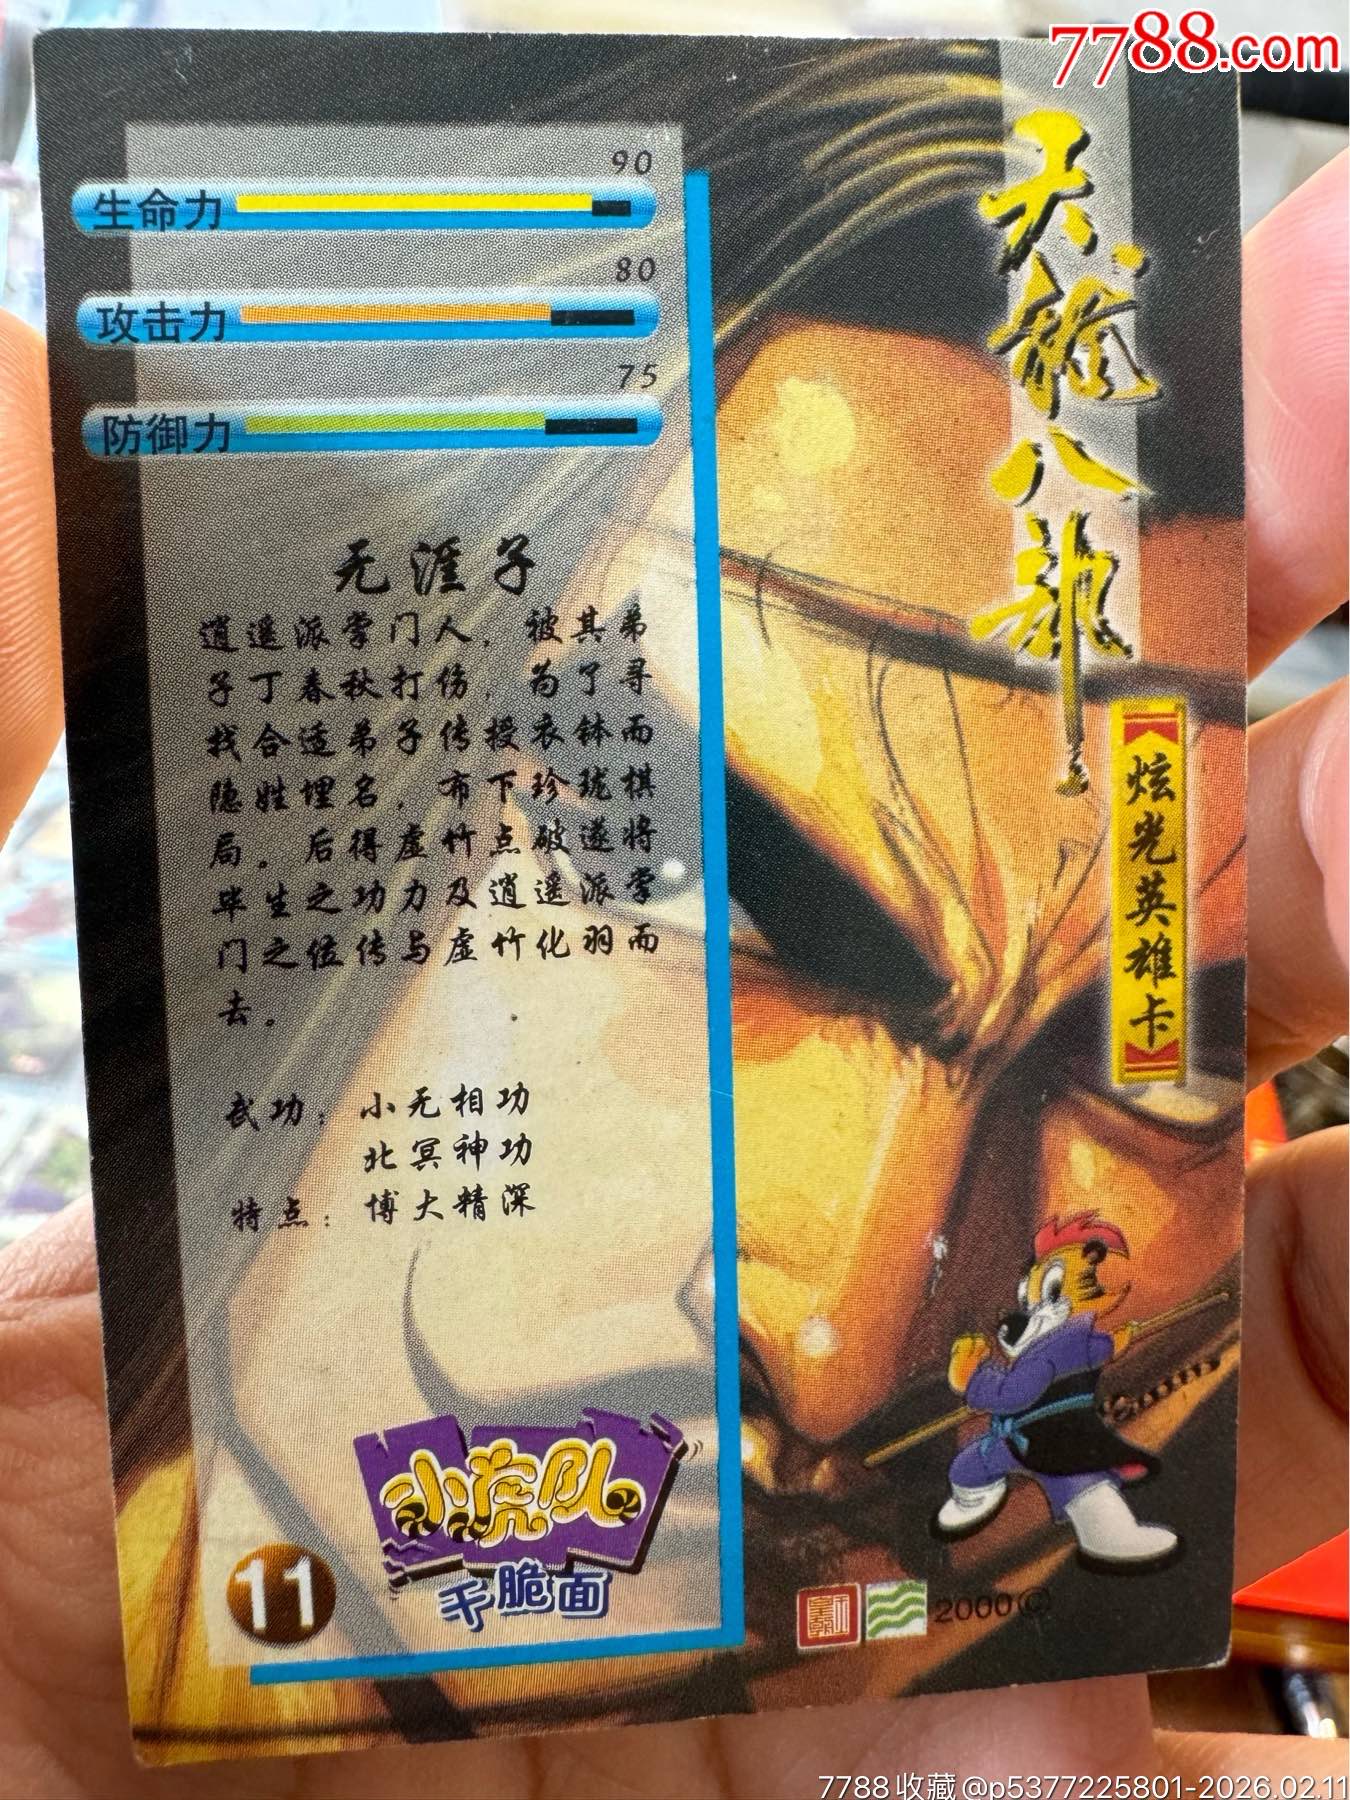 7788.com
天龍八部
炫光英雄卡
90
生命力
80
攻击力
75
防御力
无涯子
逍遥派掌门人，被其弟
子丁春秋打伤，为了寻
找合适弟子传授衣钵而
隐姓埋名，布下珍珑棋
局。后得虚竹点破遂将
毕生之功力及逍遥派掌
门之位传与虚竹化羽而
去。
武功：小无相功
北冥神功
特点：博大精深
小虎队
干脆面
11
2000©
7788收藏@p5377225801-2026.02.11